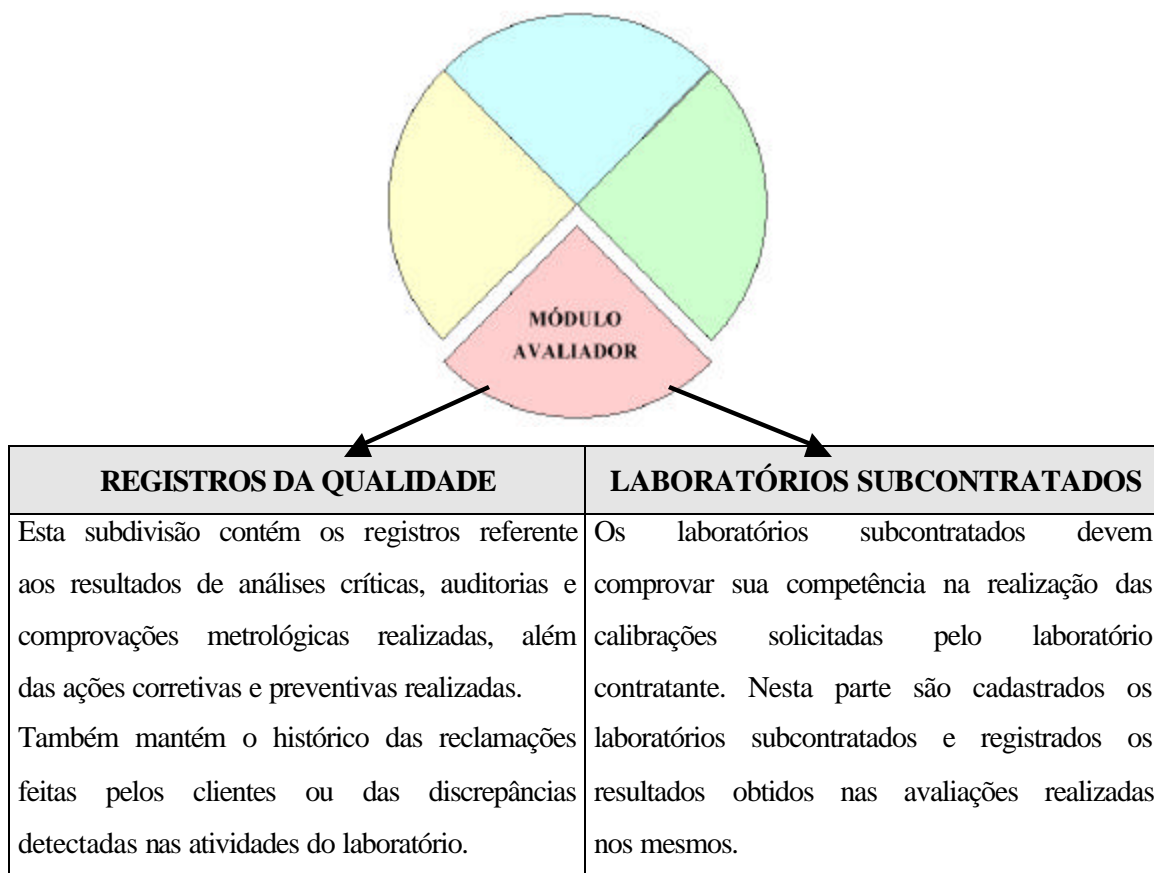 MÓDULO
AVALIADOR
REGISTROS DA QUALIDADE
Esta subdivisão contém os registros referente
aos resultados de análises críticas, auditorias e
comprovações metrológicas realizadas, além
das ações corretivas e preventivas realizadas.
Também mantém o histórico das reclamações
feitas pelos clientes ou das discrepâncias
detectadas nas atividades do laboratório.
LABORATÓRIOS SUBCONTRATADOS
Os laboratórios subcontratados devem
comprovar sua competência na realização das
calibrações solicitadas pelo laboratório
contratante. Nesta parte são cadastrados os
laboratórios subcontratados e registrados os
resultados obtidos nas avaliações realizadas
nos mesmos.